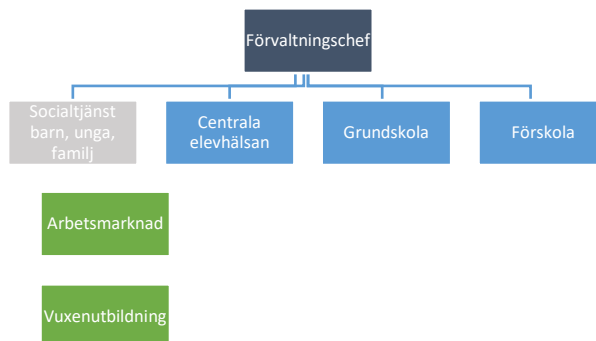 Förvaltningschef
Socialtjänst
barn, unga,
familj
Centrala
elevhälsan
Grundskola
Förskola
Arbetsmarknad
Vuxenutbildning